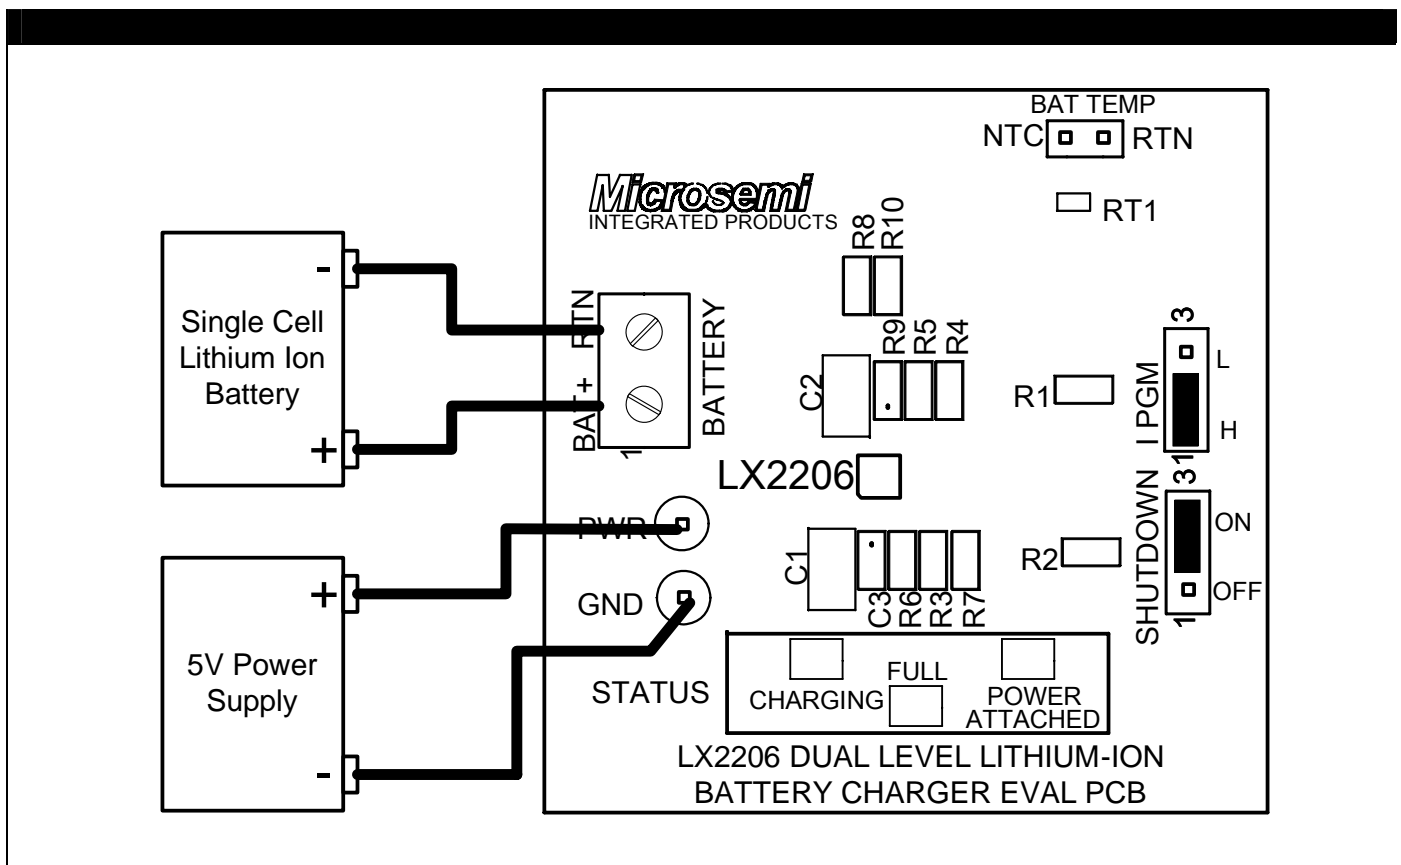 BAT TEMP
NTC
RTN
Microsemi
INTEGRATED PRODUCTS
RT1
R8
R10
-
Single Cell
Lithium Ion
Battery
+
RTN
BAT+
BATTERY
1
R9
R5
R4
C2
R1
3
L
I PGM
H
1
LX2206
PWR
GND
+
5V Power
Supply
-
C1
C3
R6
R3
R7
R2
3
SHUTDOWN
ON
OFF
1
STATUS
CHARGING
FULL
POWER
ATTACHED
LX2206 DUAL LEVEL LITHIUM-ION
BATTERY CHARGER EVAL PCB